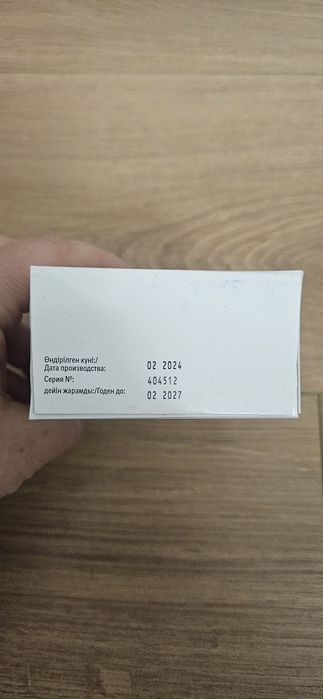 Өндірілген күні:/
Дата производства: 02 2024
Серия №: 404512
дейін жарамды:/Годен до: 02 2027